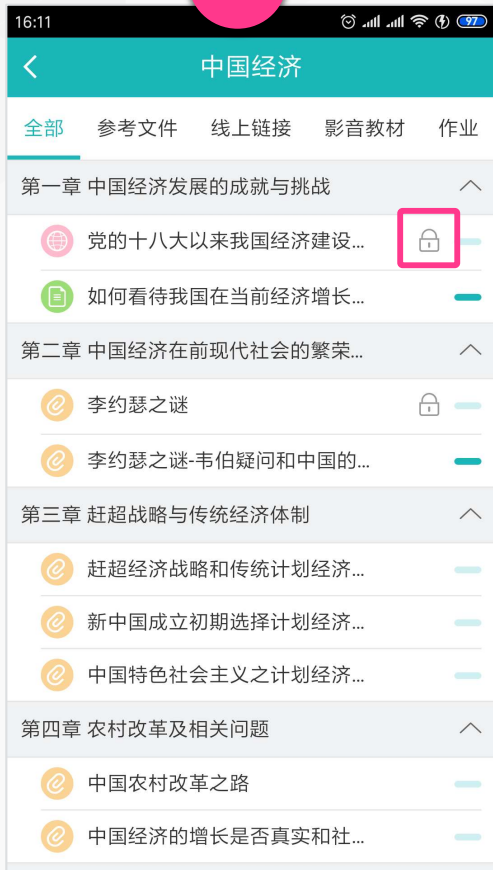 16:11
97
中国经济
全部 参考文件 线上链接 影音教材 作业
第一章 中国经济发展的成就与挑战
党的十八大以来我国经济建设...
如何看待我国在当前经济增长...
第二章 中国经济在前现代社会的繁荣...
李约瑟之谜
李约瑟之谜-韦伯疑问和中国的...
第三章 赶超战略与传统经济体制
赶超经济战略和传统计划经济...
新中国成立初期选择计划经济...
中国特色社会主义之计划经济...
第四章 农村改革及相关问题
中国农村改革之路
中国经济的增长是否真实和社...